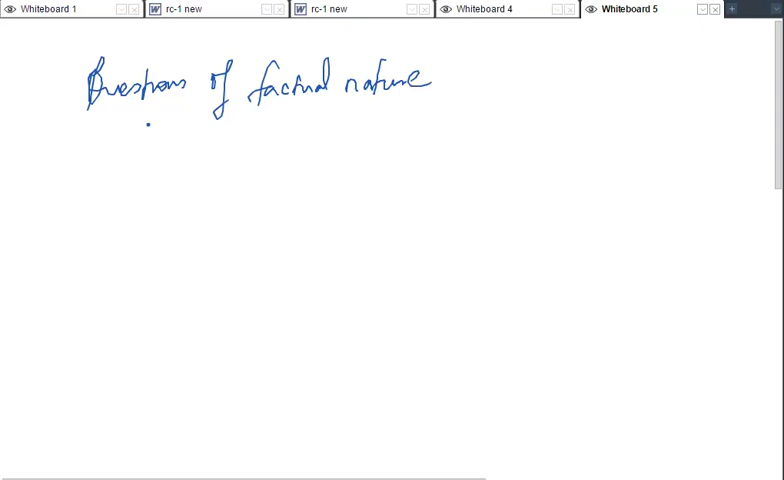 Whiteboard 1 rc-1 new rc-1 new Whiteboard 4 Whiteboard 5
Questions of factual nature